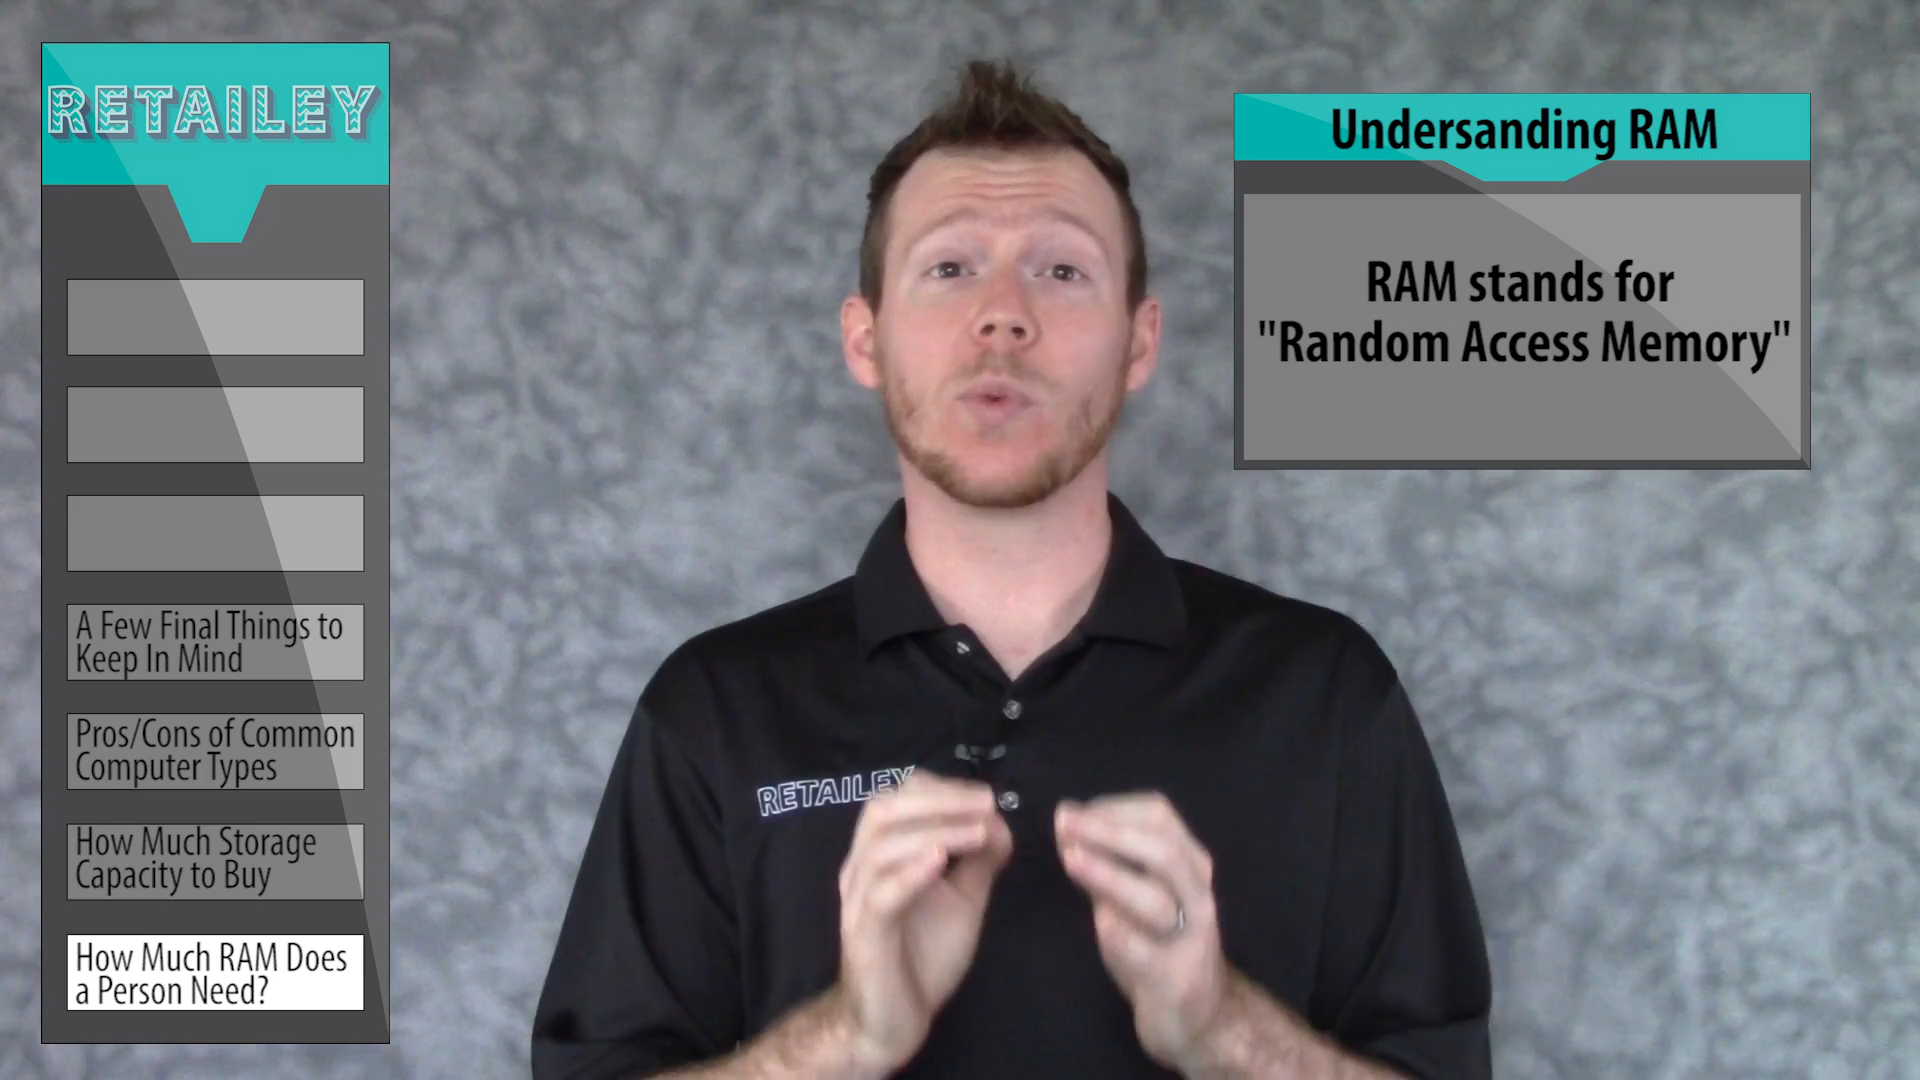 RETAILEY
A Few Final Things to
Keep In Mind
Pros/Cons of Common
Computer Types
How Much Storage
Capacity to Buy
How Much RAM Does
a Person Need?
Undersanding RAM
RAM stands for
"Random Access Memory"
RETAILEY